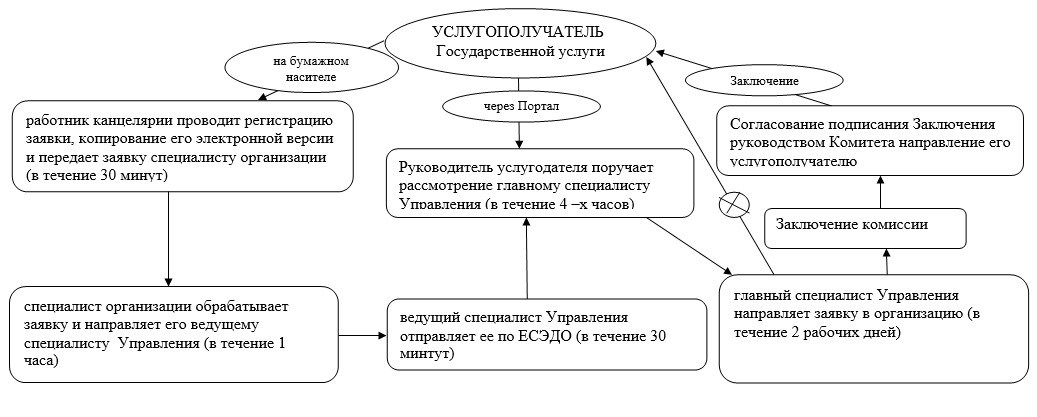 УСЛУГОПОЛУЧАТЕЛЬ
Государственной услуги
на бумажном
насителе
Заключение
через Портал
работник канцелярии проводит регистрацию
заявки, копирование его электронной версии
и передает заявку специалисту организации
(в течение 30 минут)
Руководитель услугодателя поручает
рассмотрение главному специалисту
Управления (в течение 4 –х часов)
Согласование подписания Заключения
руководством Комитета направление его
услугополучателю
Заключение комиссии
специалист организации обрабатывает
заявку и направляет его ведущему
специалисту Управления (в течение 1
часа)
ведущий специалист Управления
отправляет ее по ЕСЭДО (в течение 30
минтут)
главный специалист Управления
направляет заявку в организацию (в
течение 2 рабочих дней)